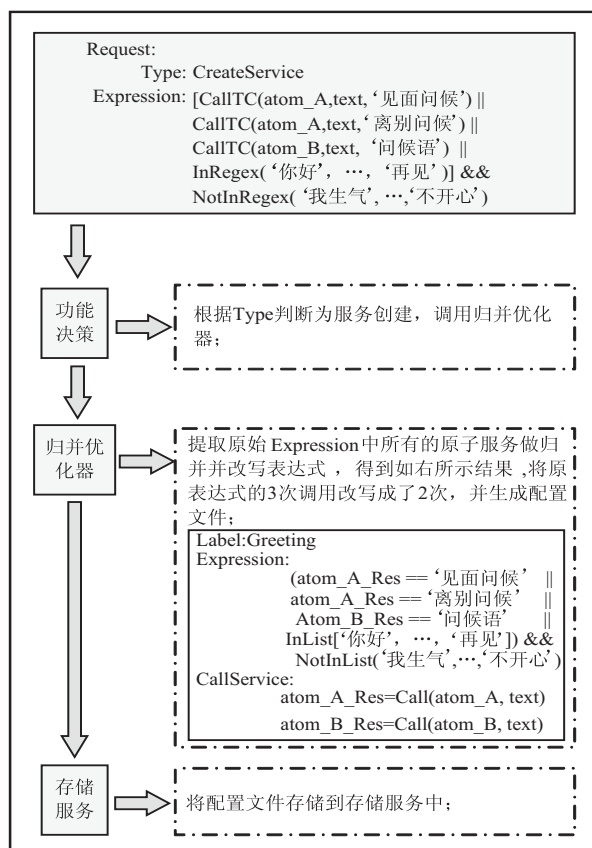 Request:
Type: CreateService
Expression: [CallTC(atom_A,text, ‘见面问候’) ||
CallTC(atom_A,text, ‘离别问候’) ||
CallTC(atom_B,text, ‘问候语’) ||
InRegex( ‘你好’, …, ‘再见’ )] &&
NotInRegex( ‘我生气’, …,‘不开心’)
功能
决策
根据Type判断为服务创建，调用归并优化
器；
归并优
化器
提取原始 Expression中所有的原子服务做归
并并改写表达式 ，得到如右所示结果 ,将原
表达式的3次调用改写成了2次，并生成配置
文件；
Label:Greeting
Expression:
(atom_A_Res == ‘见面问候’ ||
atom_A_Res == ‘离别问候’ ||
Atom_B_Res == ‘问候语’ ||
InList[‘你好’, …, ‘再见’]) &&
NotInList(‘我生气’,…,‘不开心’)
CallService:
atom_A_Res=Call(atom_A, text)
atom_B_Res=Call(atom_B, text)
存储
服务
将配置文件存储到存储服务中；